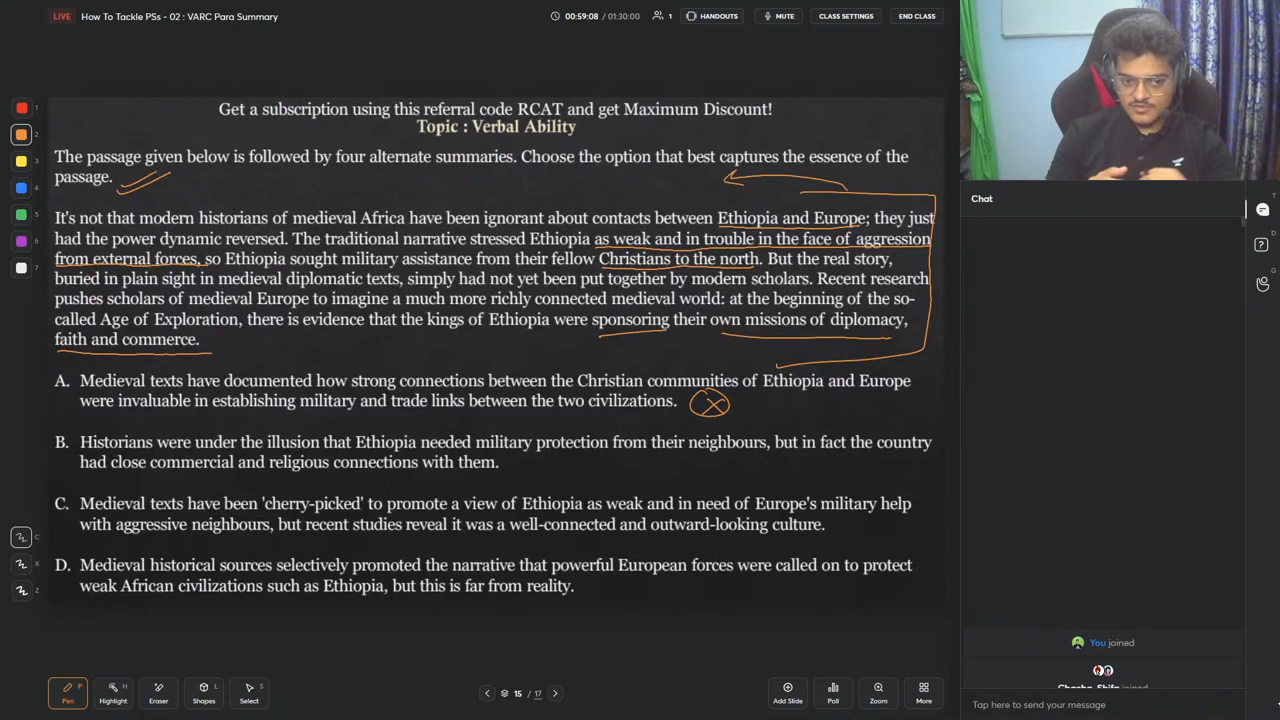 LIVE How To Tackle PSs - 02 : VARC Para Summary 00:59:08 / 01:30:00 1 HANDOUTS MUTE CLASS SETTINGS END CLASS
Get a subscription using this referral code RCAT and get Maximum Discount!
Topic : Verbal Ability
The passage given below is followed by four alternate summaries. Choose the option that best captures the essence of the
passage.
It's not that modern historians of medieval Africa have been ignorant about contacts between Ethiopia and Europe; they just
had the power dynamic reversed. The traditional narrative stressed Ethiopia as weak and in trouble in the face of aggression
from external forces, so Ethiopia sought military assistance from their fellow Christians to the north. But the real story,
buried in plain sight in medieval diplomatic texts, simply had not yet been put together by modern scholars. Recent research
pushes scholars of medieval Europe to imagine a much more richly connected medieval world: at the beginning of the so-
called Age of Exploration, there is evidence that the kings of Ethiopia were sponsoring their own missions of diplomacy,
faith and commerce.
A. Medieval texts have documented how strong connections between the Christian communities of Ethiopia and Europe
were invaluable in establishing military and trade links between the two civilizations.
B. Historians were under the illusion that Ethiopia needed military protection from their neighbours, but in fact the country
had close commercial and religious connections with them.
C. Medieval texts have been 'cherry-picked' to promote a view of Ethiopia as weak and in need of Europe's military help
with aggressive neighbours, but recent studies reveal it was a well-connected and outward-looking culture.
D. Medieval historical sources selectively promoted the narrative that powerful European forces were called on to protect
weak African civilizations such as Ethiopia, but this is far from reality.
1
2
3
4
5
6
7
C
X
Z
Pen P
Highlight H
Eraser E
Shapes L
Select S
15 / 17
Add Slide
Poll
Zoom
More
Chat
You joined
Tap here to send your message